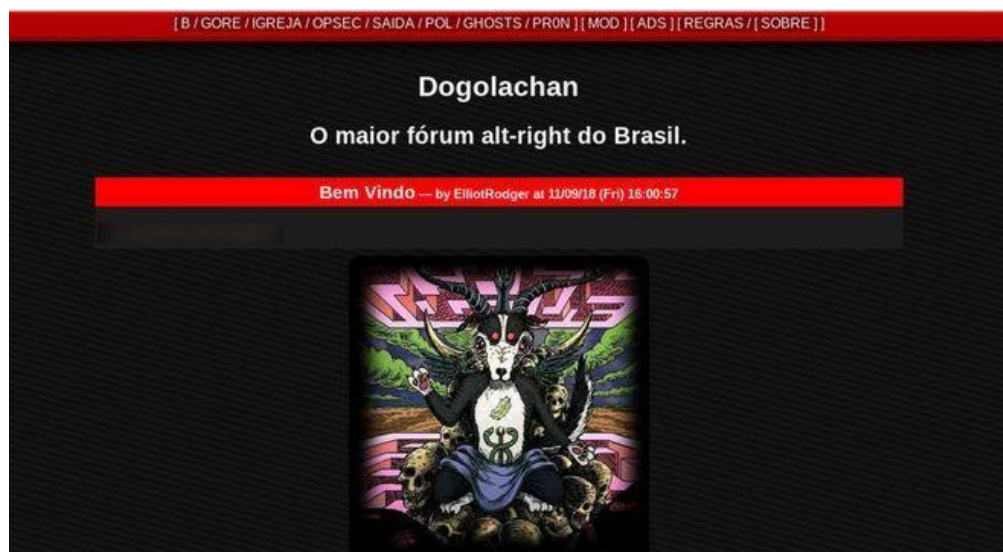 [ B / GORE / IGREJA / OPSEC / SAIDA / POL / GHOSTS / PR0N ] [ MOD ] [ ADS ] [ REGRAS / [ SOBRE ] ]
Dogolachan
O maior fórum alt-right do Brasil.
Bem Vindo — by ElliotRodger at 11/09/18 (Fri) 16:00:57